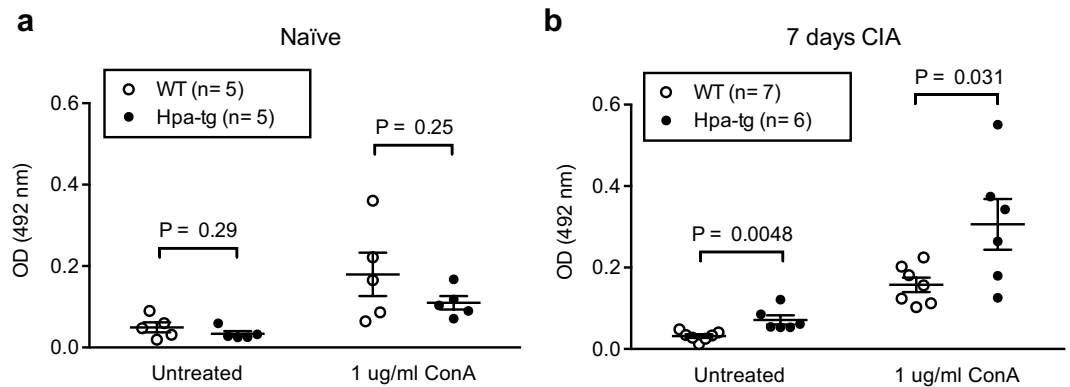 a
Naïve
WT (n= 5)
Hpa-tg (n= 5)
P = 0.25
P = 0.29
OD (492 nm)
0.6
0.4
0.2
0.0
Untreated
1 ug/ml ConA
b
7 days CIA
WT (n= 7)
Hpa-tg (n= 6)
P = 0.031
P = 0.0048
OD (492 nm)
0.6
0.4
0.2
0.0
Untreated
1 ug/ml ConA